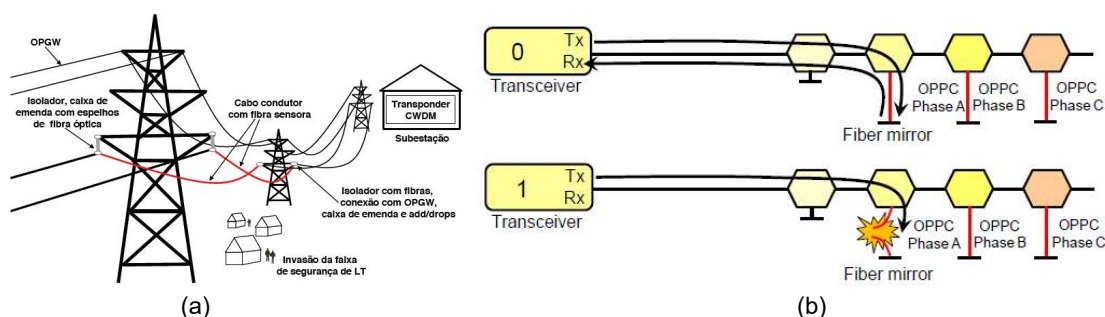 OPGW
Isolador, caixa de
emenda com espelhos
de fibra óptica
Cabo condutor
com fibra sensora
Transponder
CWDM
Subestação
Isolador com fibras,
conexão com OPGW,
caixa de emenda e add/drops
Invasão da faixa
de segurança de LT
(a)
b)
0
Tx
Rx
Transceiver
OPPC
Phase A
OPPC
Phase B
OPPC
Phase C
Fiber mirror
1
Tx
Rx
Transceiver
OPPC
Phase A
OPPC
Phase B
OPPC
Phase C
Fiber mirror
(b)